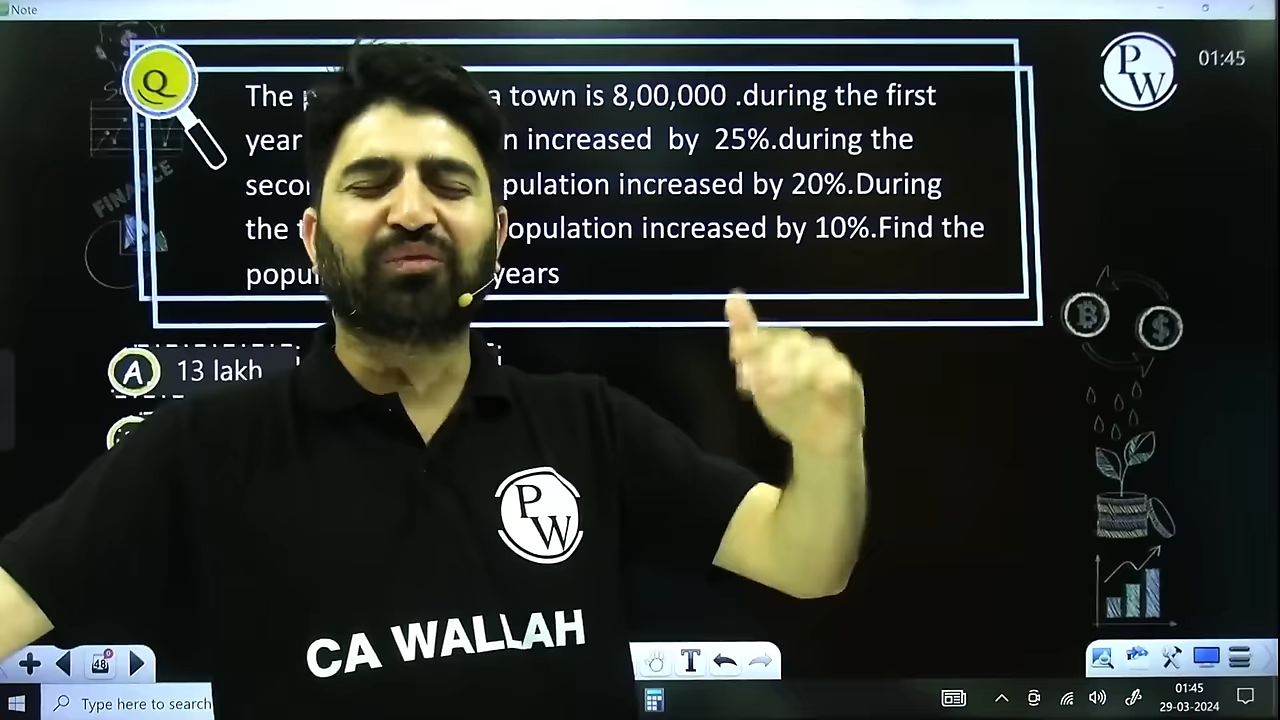 Note
Q
The a town is 8,00,000 .during the first
year increased by 25%.during the
increased by 20%.During
the increased by 10%.Find the
years
PW
01:45
FINANCE
A 13 lakh
PW
CA WALLAH
48
T
Type here to search
01:45
29-03-2024